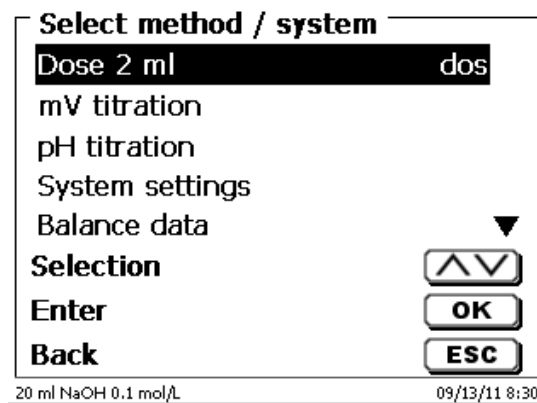 Select method / system
Dose 2 ml dos
mV titration
pH titration
System settings
Balance data
Selection
Enter OK
Back ESC
20 ml NaOH 0.1 mol/L 09/13/11 8:30